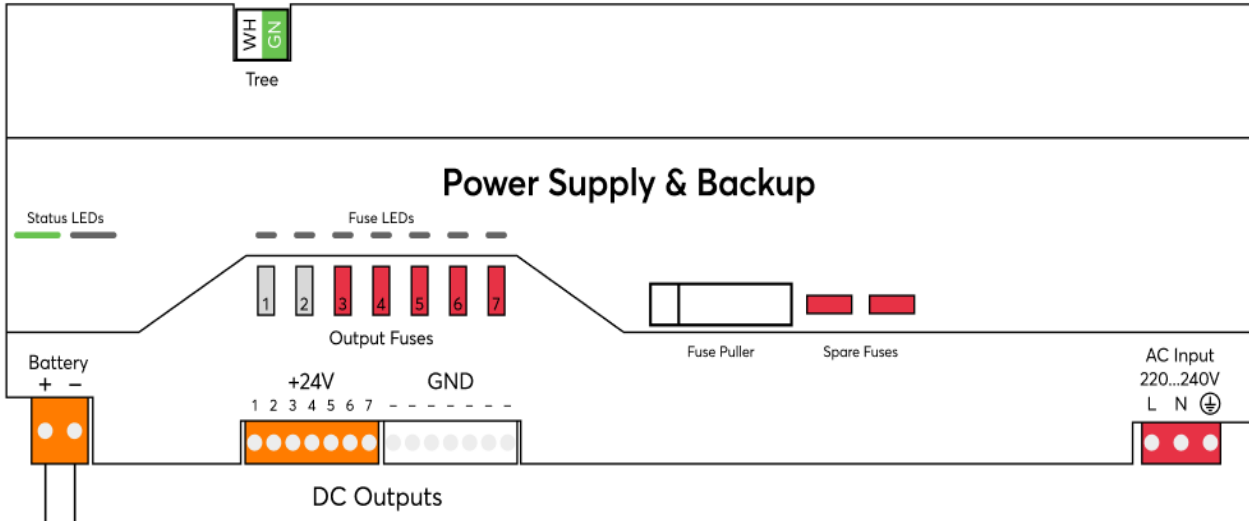 WH
GN
Tree
Power Supply & Backup
Status LEDs
Fuse LEDs
1 2 3 4 5 6 7
Output Fuses
Fuse Puller
Spare Fuses
Battery
+ −
+24V
GND
1 2 3 4 5 6 7 – – – – – – –
AC Input
220...240V
L N
DC Outputs